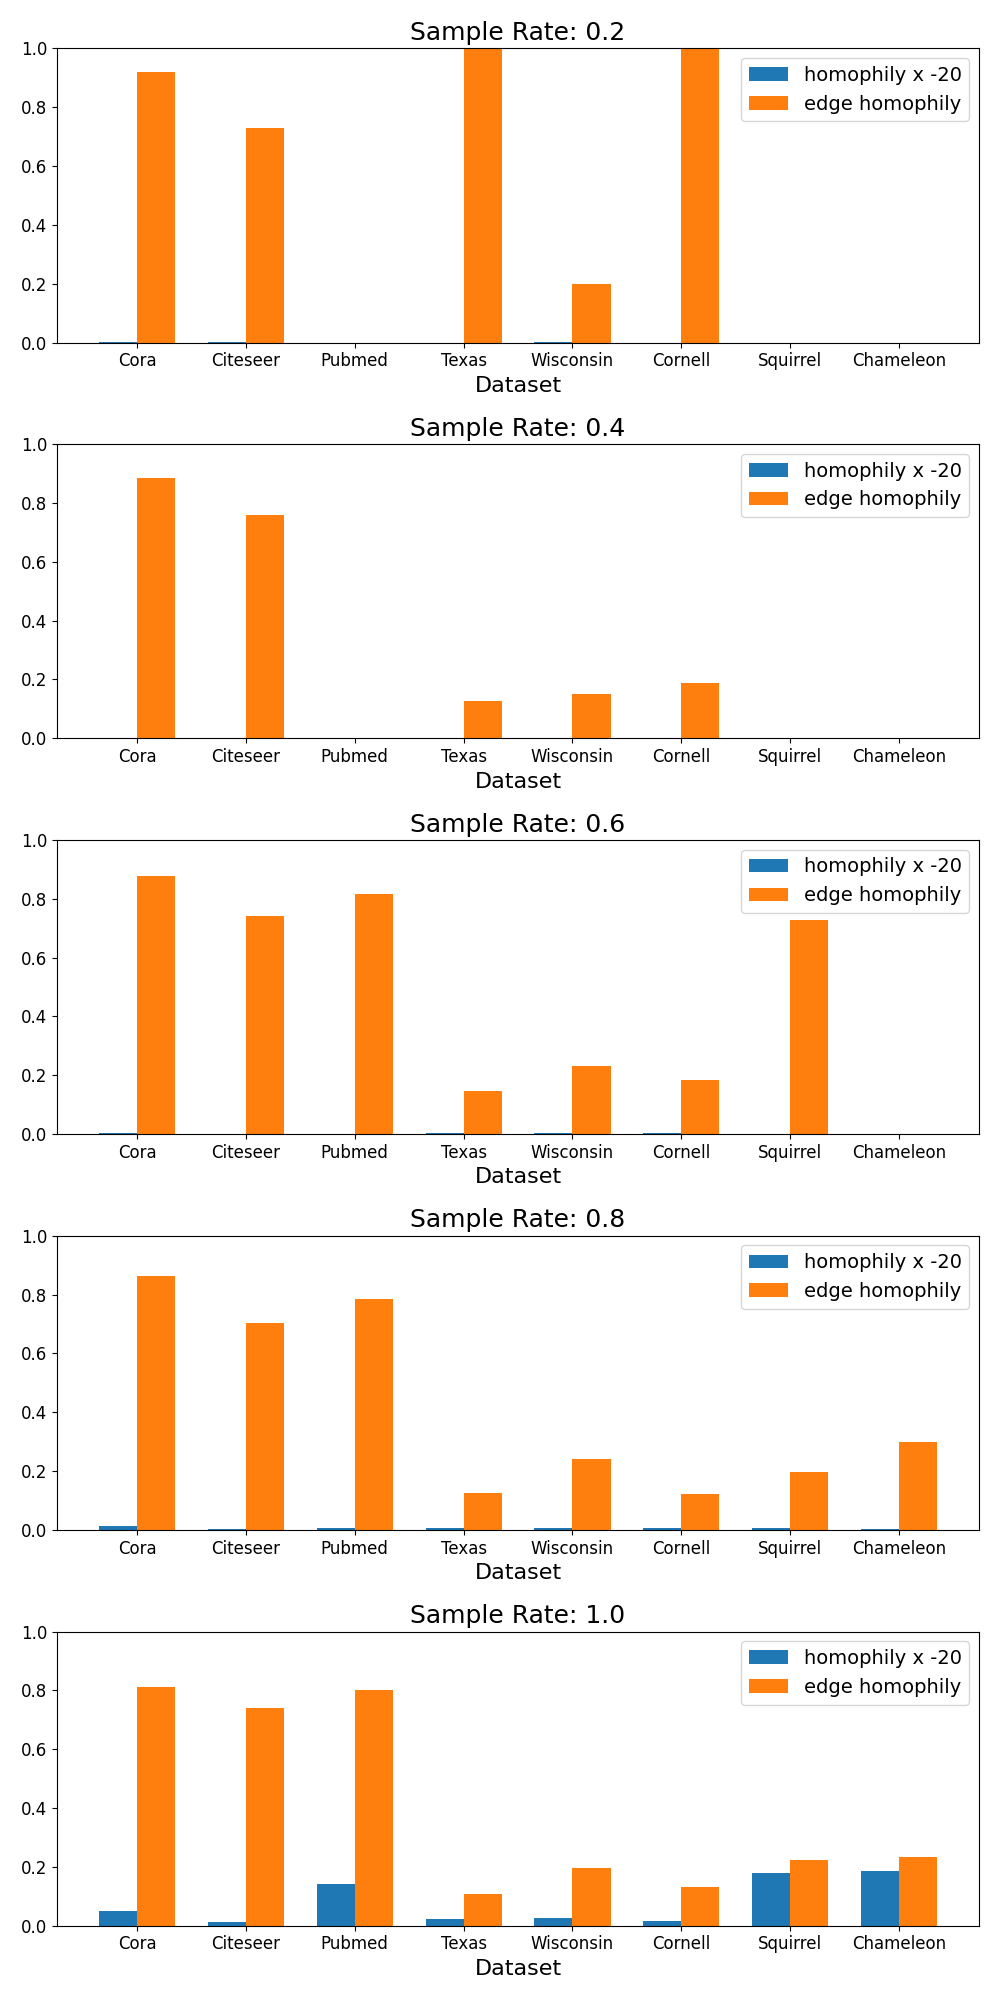 Sample Rate: 0.2
1.0
0.8
0.6
0.4
0.2
0.0
homophily x -20
edge homophily
Cora Citeseer Pubmed Texas Wisconsin Cornell Squirrel Chameleon
Dataset
Sample Rate: 0.4
1.0
0.8
0.6
0.4
0.2
0.0
homophily x -20
edge homophily
Cora Citeseer Pubmed Texas Wisconsin Cornell Squirrel Chameleon
Dataset
Sample Rate: 0.6
1.0
0.8
0.6
0.4
0.2
0.0
homophily x -20
edge homophily
Cora Citeseer Pubmed Texas Wisconsin Cornell Squirrel Chameleon
Dataset
Sample Rate: 0.8
1.0
0.8
0.6
0.4
0.2
0.0
homophily x -20
edge homophily
Cora Citeseer Pubmed Texas Wisconsin Cornell Squirrel Chameleon
Dataset
Sample Rate: 1.0
1.0
0.8
0.6
0.4
0.2
0.0
homophily x -20
edge homophily
Cora Citeseer Pubmed Texas Wisconsin Cornell Squirrel Chameleon
Dataset